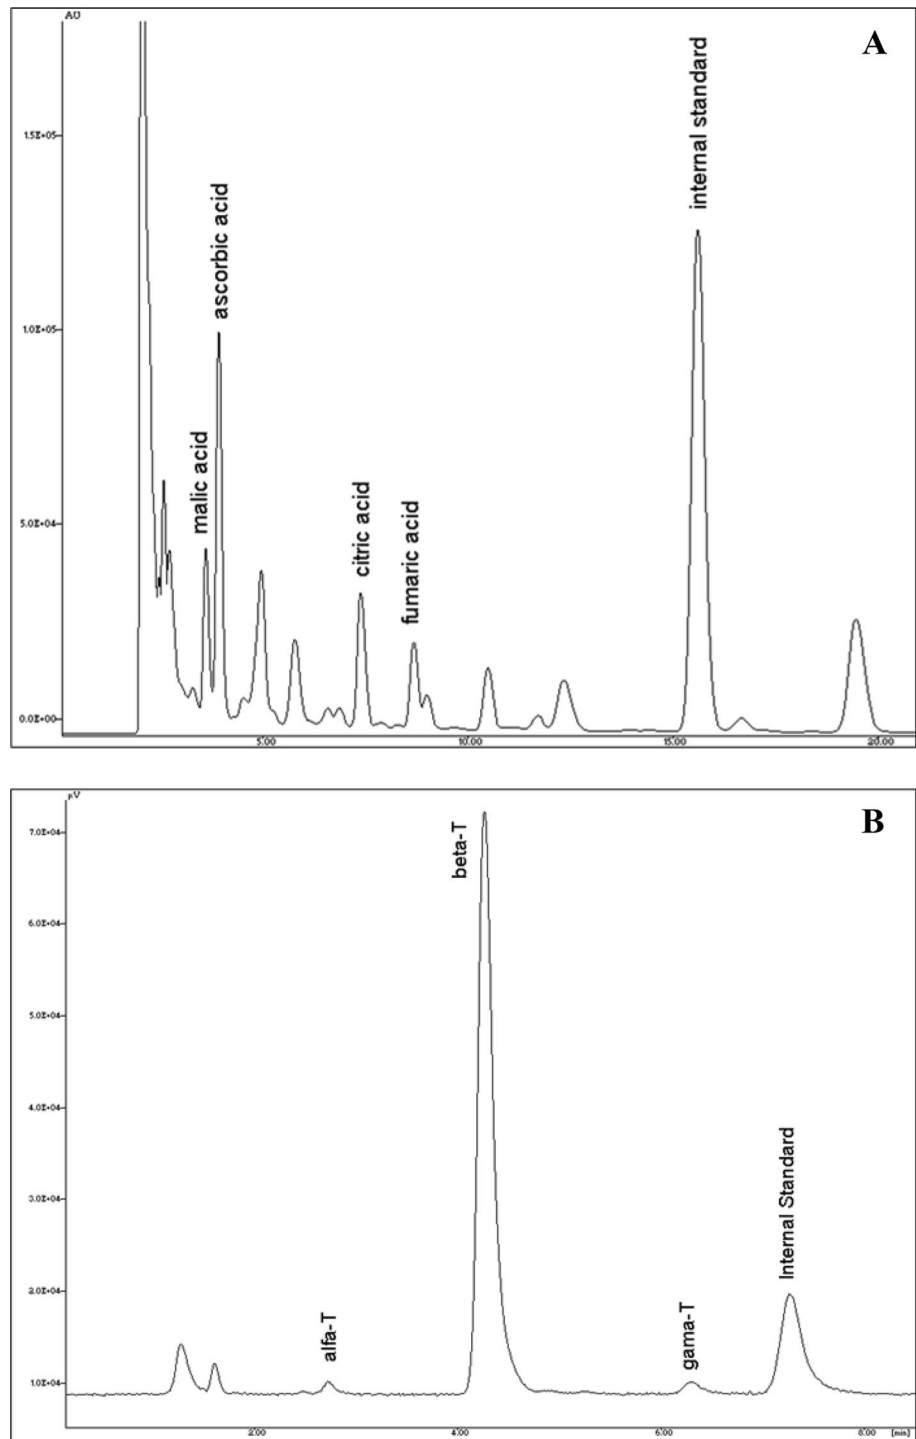 AU
A
internal standard
1.5E+05
ascorbic acid
1.0E+05
malic acid
5.0E+04
citric acid
fumaric acid
0.0E+00
5.00 10.00 15.00 20.00
µV
B
7.0E+04
beta-T
6.0E+04
5.0E+04
4.0E+04
3.0E+04
Internal Standard
2.0E+04
alfa-T
gama-T
1.0E+04
2.00 4.00 6.00 8.00 [min]